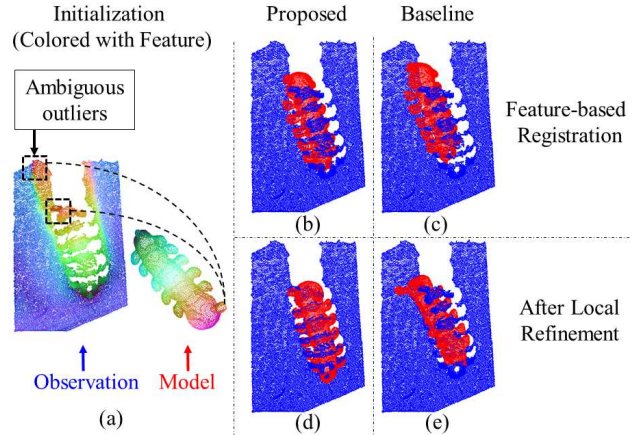 Initialization
(Colored with Feature)
Proposed
Baseline
Ambiguous
outliers
Feature-based
Registration
(b)
(c)
After Local
Refinement
Observation
Model
(a)
(d)
(e)